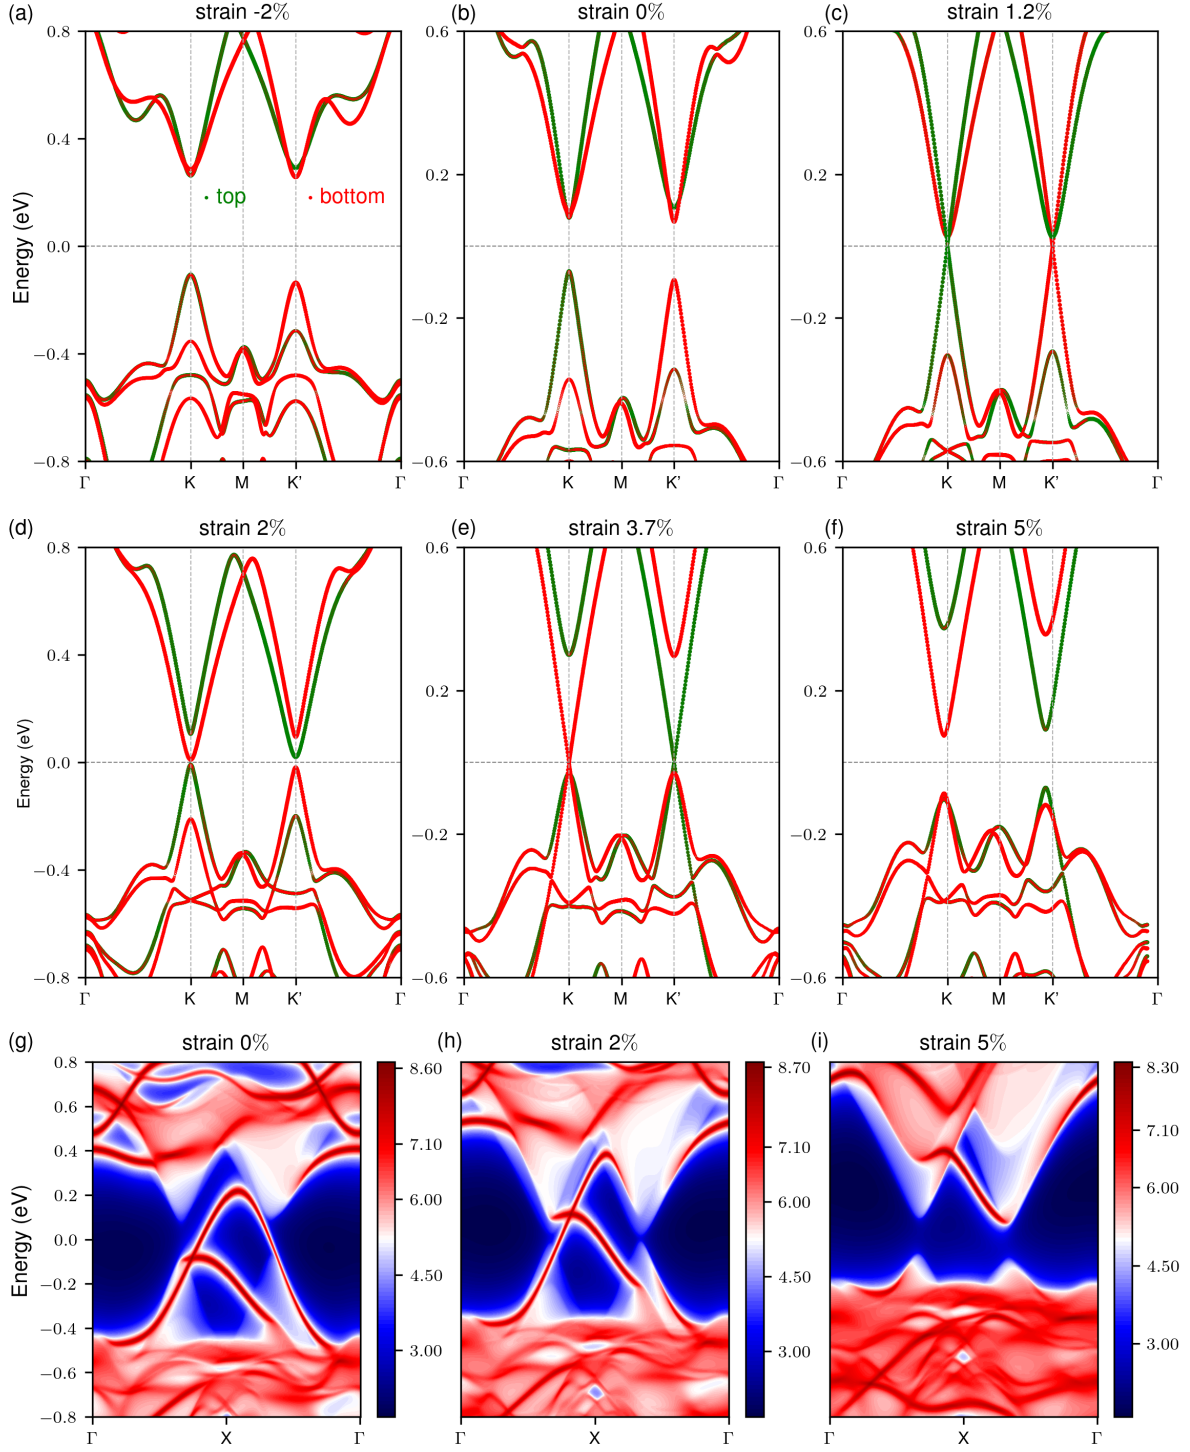 (a) strain -2% (b) strain 0% (c) strain 1.2%
0.8
0.4
0.0
−0.4
−0.8
Energy (eV)
top
bottom
Γ K M K' Γ
0.6
0.2
−0.2
−0.6
Γ K M K' Γ
0.6
0.2
−0.2
−0.6
Γ K M K' Γ
(d) strain 2% (e) strain 3.7% (f) strain 5%
0.8
0.4
0.0
−0.4
−0.8
Energy (eV)
Γ K M K' Γ
0.6
0.2
−0.2
−0.6
Γ K M K' Γ
0.6
0.2
−0.2
−0.6
Γ K M K' Γ
(g) strain 0% (h) strain 2% (i) strain 5%
0.8
0.6
0.4
0.2
0.0
−0.2
−0.4
−0.6
−0.8
Energy (eV)
Γ X Γ
8.60
7.10
6.00
4.50
3.00
Γ X Γ
8.70
7.10
6.00
4.50
3.00
Γ X Γ
8.30
7.10
6.00
4.50
3.00